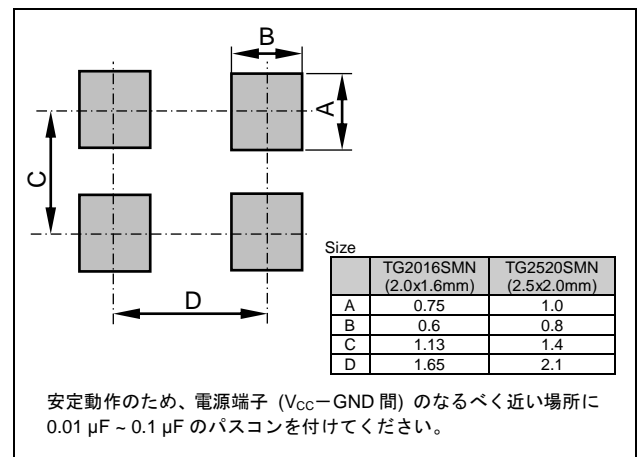 B
A
C
D
Size
TG2016SMN TG2520SMN
(2.0x1.6mm) (2.5x2.0mm)
A 0.75 1.0
B 0.6 0.8
C 1.13 1.4
D 1.65 2.1
安定動作のため、電源端子 (VCC－GND 間) のなるべく近い場所に
0.01 µF ~ 0.1 µF のパスコンを付けてください。